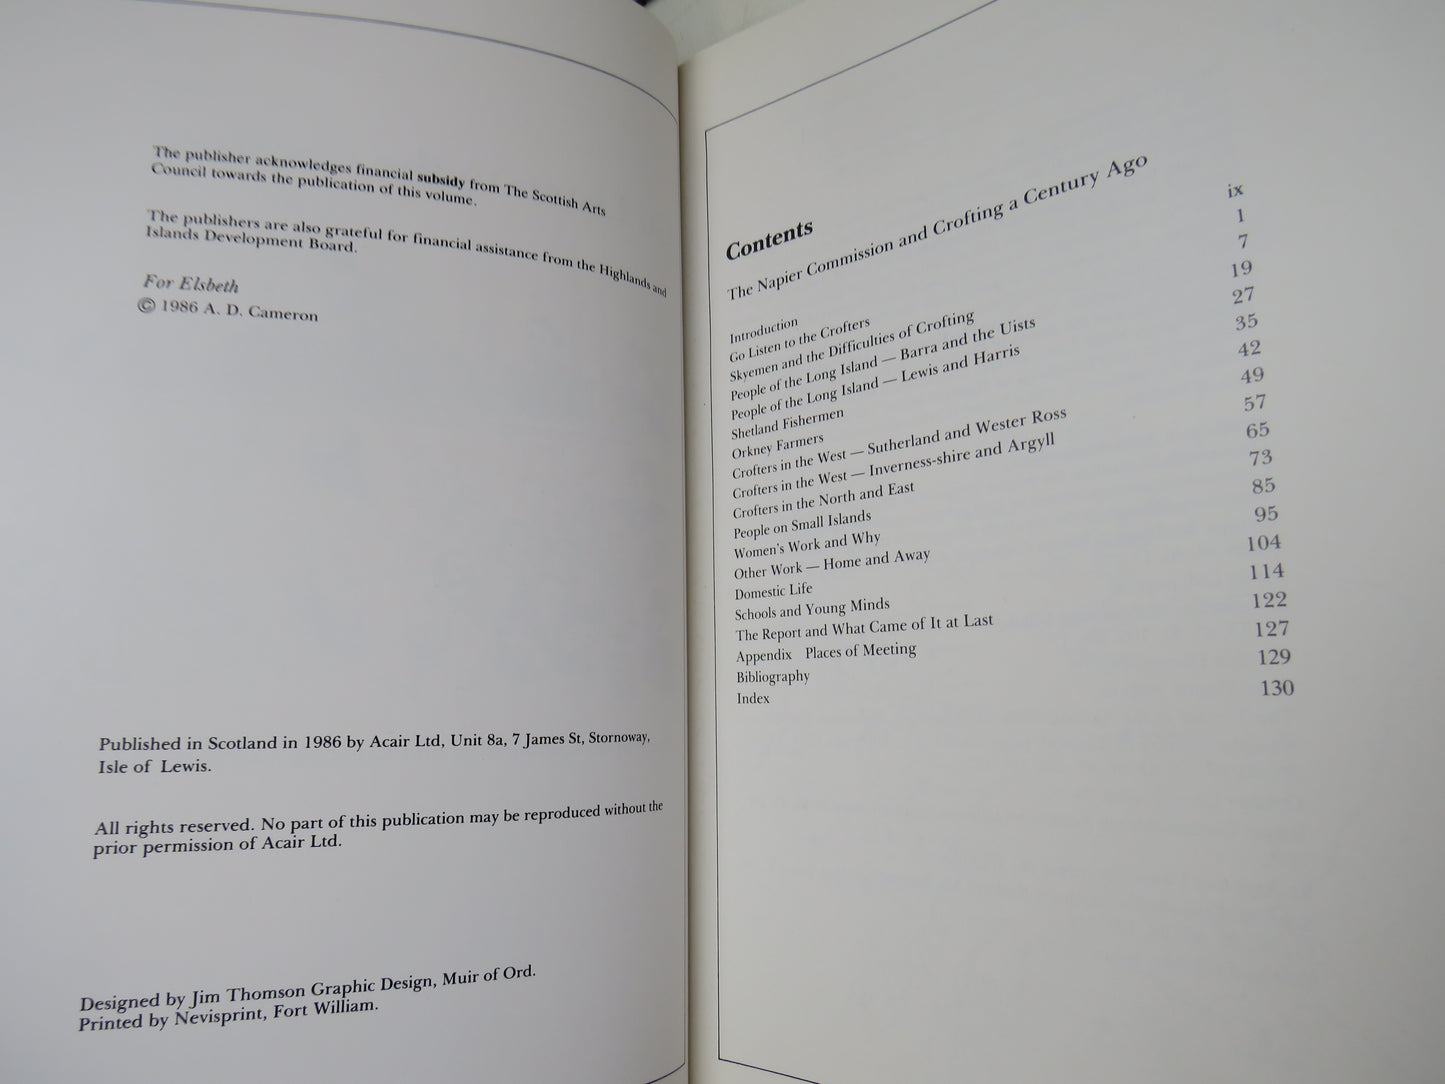 The publisher acknowledges financial subsidy from The Scottish Arts
Council towards the publication of this volume.
The publishers are also grateful for financial assistance from the Highlands and
Islands Development Board.
For Elsbeth
© 1986 A. D. Cameron
Published in Scotland in 1986 by Acair Ltd, Unit 8a, 7 James St, Stornoway,
Isle of Lewis.
All rights reserved. No part of this publication may be reproduced without the
prior permission of Acair Ltd.
Designed by Jim Thomson Graphic Design, Muir of Ord.
Printed by Nevisprint, Fort William.
Contents
The Napier Commission and Crofting a Century Ago
Introduction ix
Go Listen to the Crofters 1
Skyemen and the Difficulties of Crofting 7
People of the Long Island — Barra and the Uists 19
People of the Long Island — Lewis and Harris 27
Shetland Fishermen 35
Orkney Farmers 42
Crofters in the West — Sutherland and Wester Ross 49
Crofters in the West — Inverness-shire and Argyll 57
Crofters in the North and East 65
People on Small Islands 73
Women's Work and Why 85
Other Work — Home and Away 95
Domestic Life 104
Schools and Young Minds 114
The Report and What Came of It at Last 122
Appendix Places of Meeting 127
Bibliography 129
Index 130